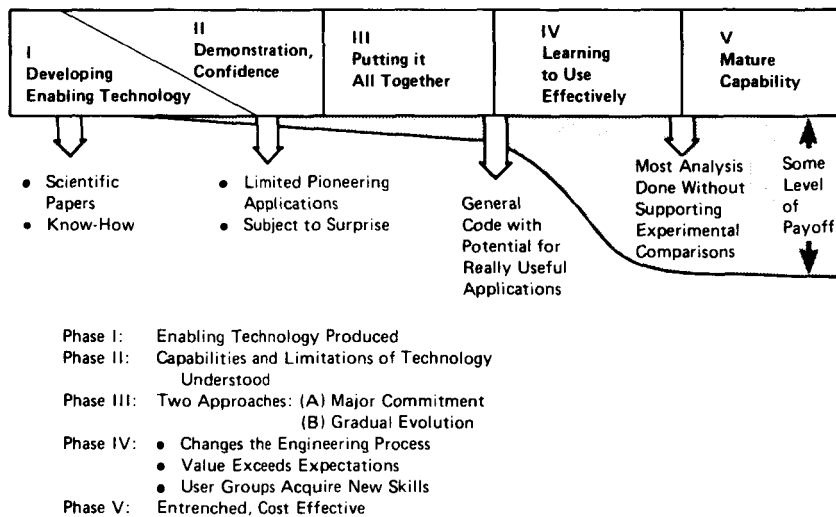 I
Developing
Enabling Technology
II
Demonstration,
Confidence
III
Putting it
All Together
IV
Learning
to Use
Effectively
V
Mature
Capability
• Scientific
Papers
• Know-How
• Limited Pioneering
Applications
• Subject to Surprise
General
Code with
Potential for
Really Useful
Applications
Most Analysis
Done Without
Supporting
Experimental
Comparisons
Some
Level
of
Payoff
Phase I: Enabling Technology Produced
Phase II: Capabilities and Limitations of Technology
Understood
Phase III: Two Approaches: (A) Major Commitment
(B) Gradual Evolution
Phase IV: • Changes the Engineering Process
• Value Exceeds Expectations
• User Groups Acquire New Skills
Phase V: Entrenched, Cost Effective